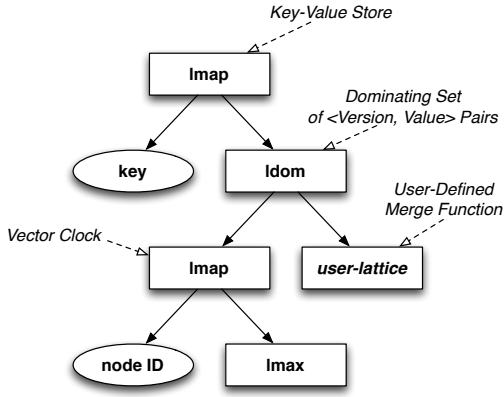 Key-Value Store
lmap
Dominating Set
of <Version, Value> Pairs
key
ldom
User-Defined
Merge Function
Vector Clock
lmap
user-lattice
node ID
lmax